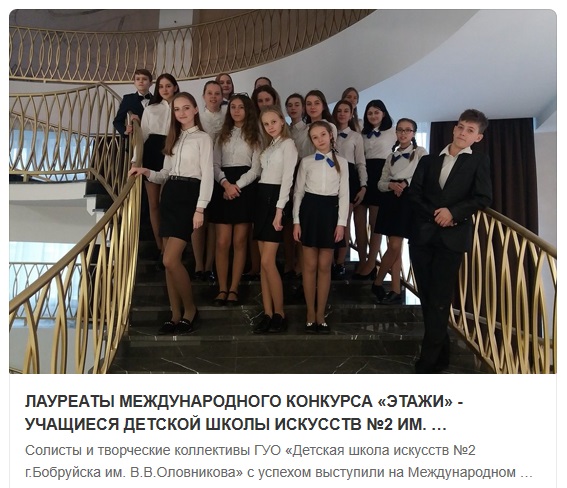 ЛАУРЕАТЫ МЕЖДУНАРОДНОГО КОНКУРСА «ЭТАЖИ» -
УЧАЩИЕСЯ ДЕТСКОЙ ШКОЛЫ ИСКУССТВ №2 ИМ. ...
Солисты и творческие коллективы ГУО «Детская школа искусств №2
г.Бобруйска им. В.В.Оловникова» с успехом выступили на Международном ...